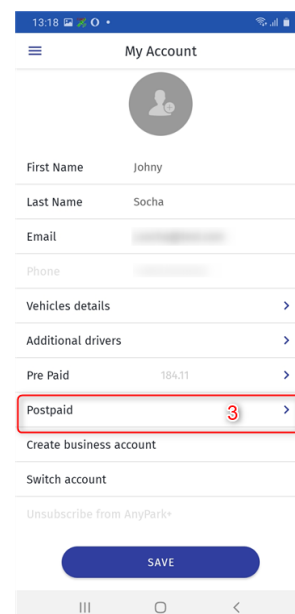 13:18
My Account
First Name Johny
Last Name Socha
Email
Phone
Vehicles details
Additional drivers
Pre Paid 184.11
Postpaid 3
Create business account
Switch account
Unsubscribe from AnyPark+
SAVE